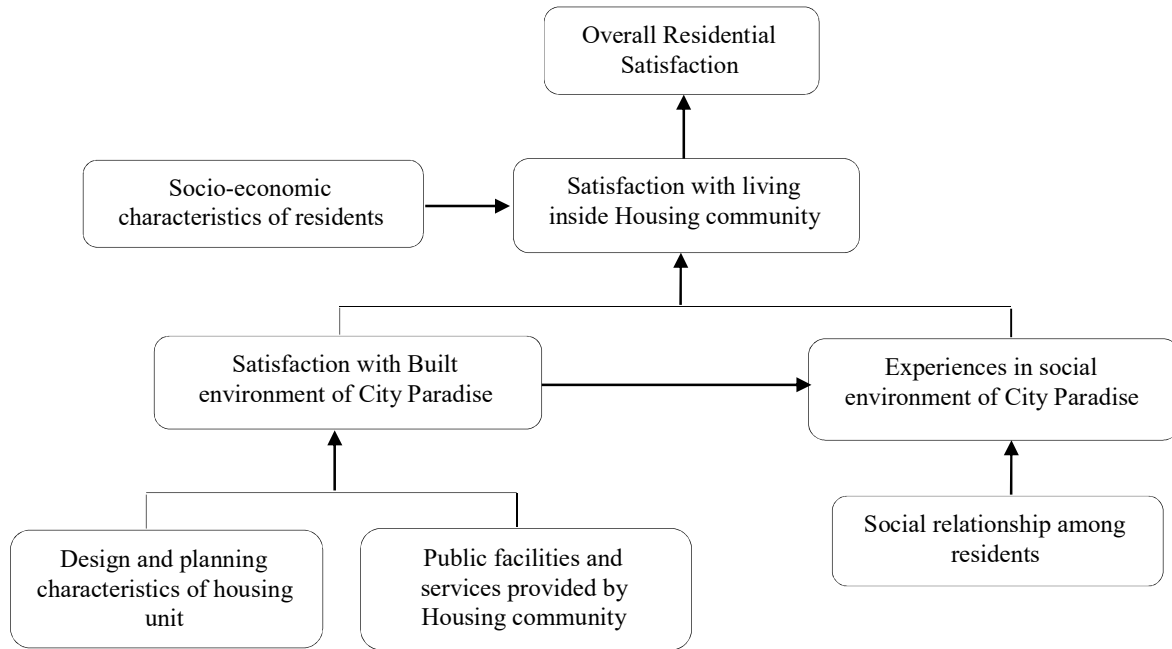 Overall Residential
Satisfaction
Socio-economic
characteristics of residents
Satisfaction with living
inside Housing community
Satisfaction with Built
environment of City Paradise
Experiences in social
environment of City Paradise
Design and planning
characteristics of housing
unit
Public facilities and
services provided by
Housing community
Social relationship among
residents